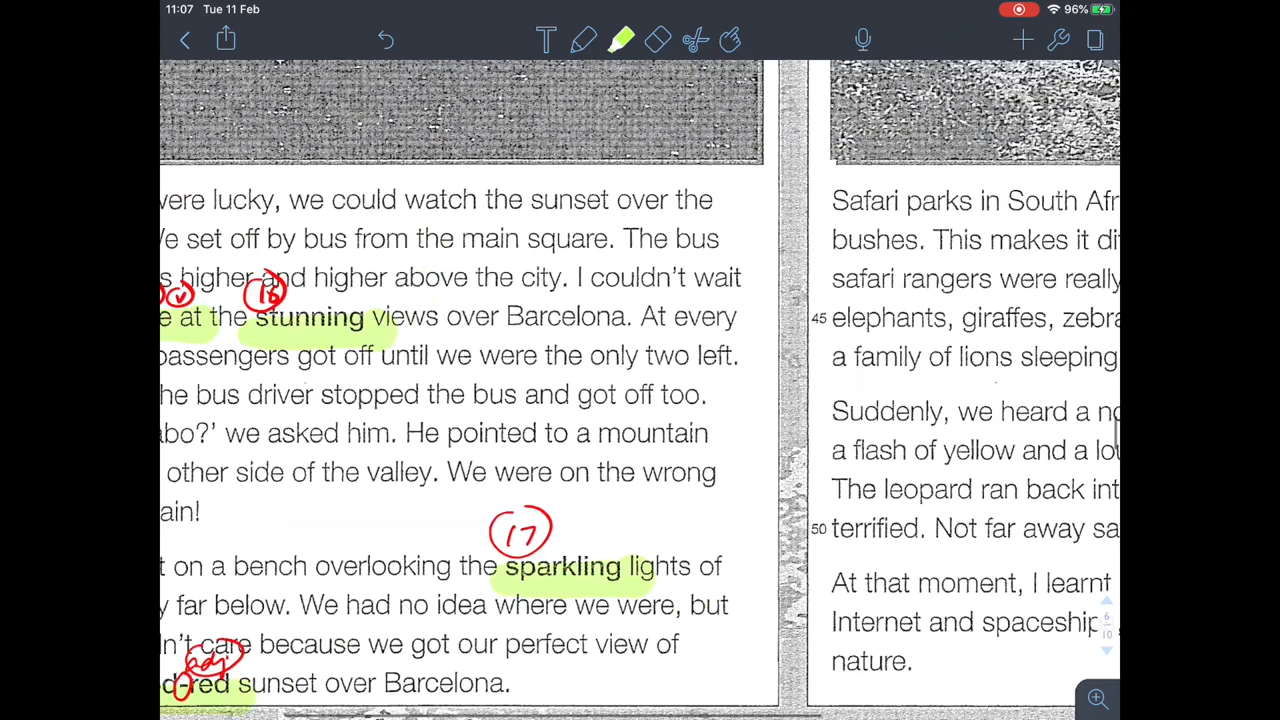 11:07 Tue 11 Feb
96%
were lucky, we could watch the sunset over the
We set off by bus from the main square. The bus
s higher and higher above the city. I couldn't wait
v
16
e at the stunning views over Barcelona. At every
passengers got off until we were the only two left.
he bus driver stopped the bus and got off too.
abo?' we asked him. He pointed to a mountain
other side of the valley. We were on the wrong
ain!
17
t on a bench overlooking the sparkling lights of
y far below. We had no idea where we were, but
n't care because we got our perfect view of
adj
d-red sunset over Barcelona.
Safari parks in South Afr
bushes. This makes it di
safari rangers were really
45 elephants, giraffes, zebra
a family of lions sleeping
Suddenly, we heard a no
a flash of yellow and a lou
The leopard ran back int
50 terrified. Not far away sa
At that moment, I learnt
Internet and spaceship
nature.
6
10